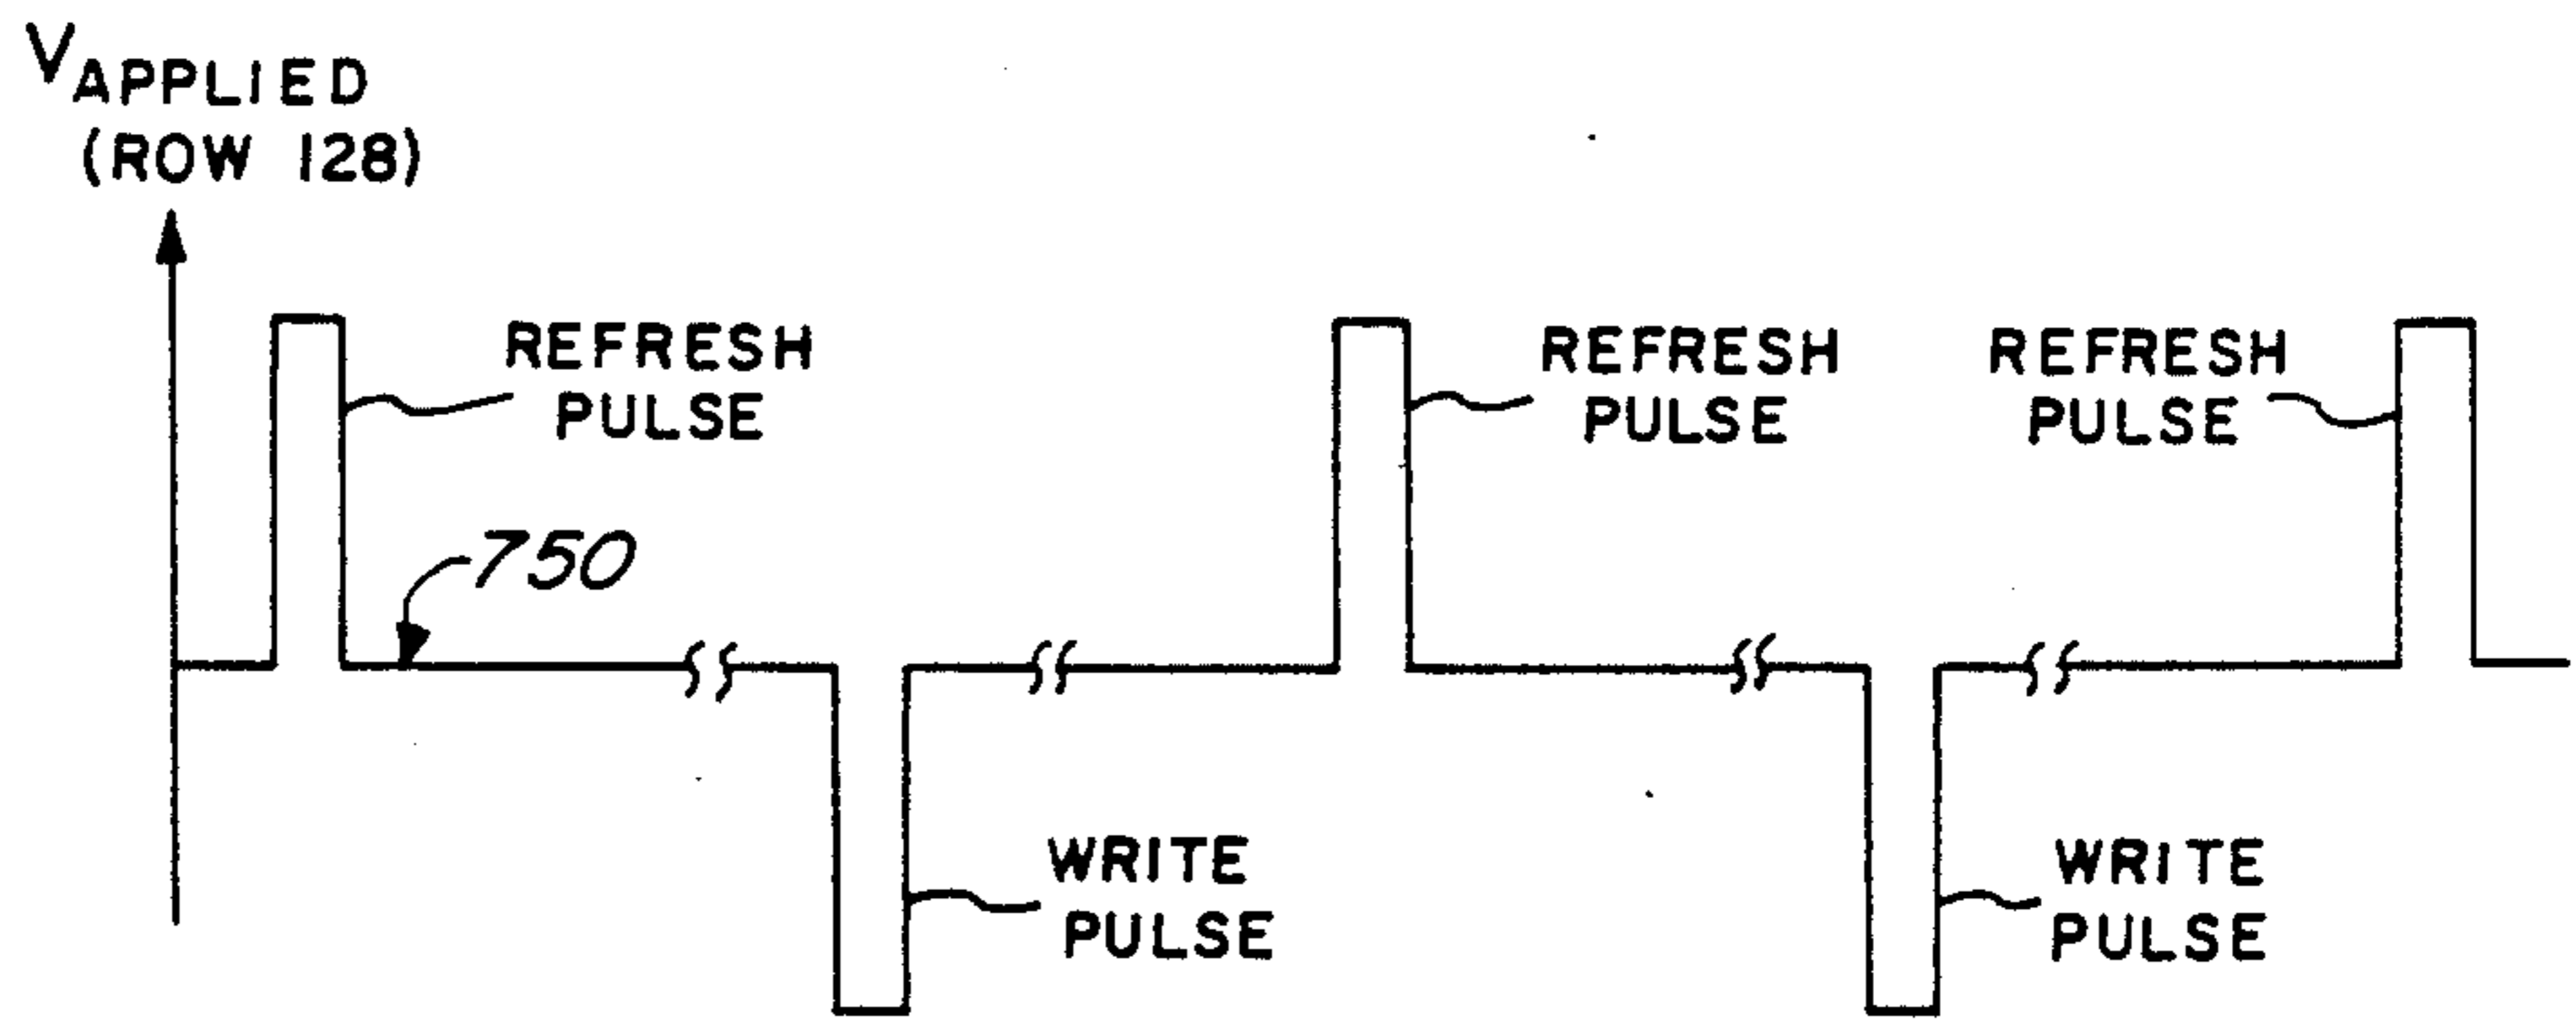 VAPPLIED
(ROW 128)
REFRESH
PULSE
REFRESH
PULSE
REFRESH
PULSE
750
WRITE
PULSE
WRITE
PULSE